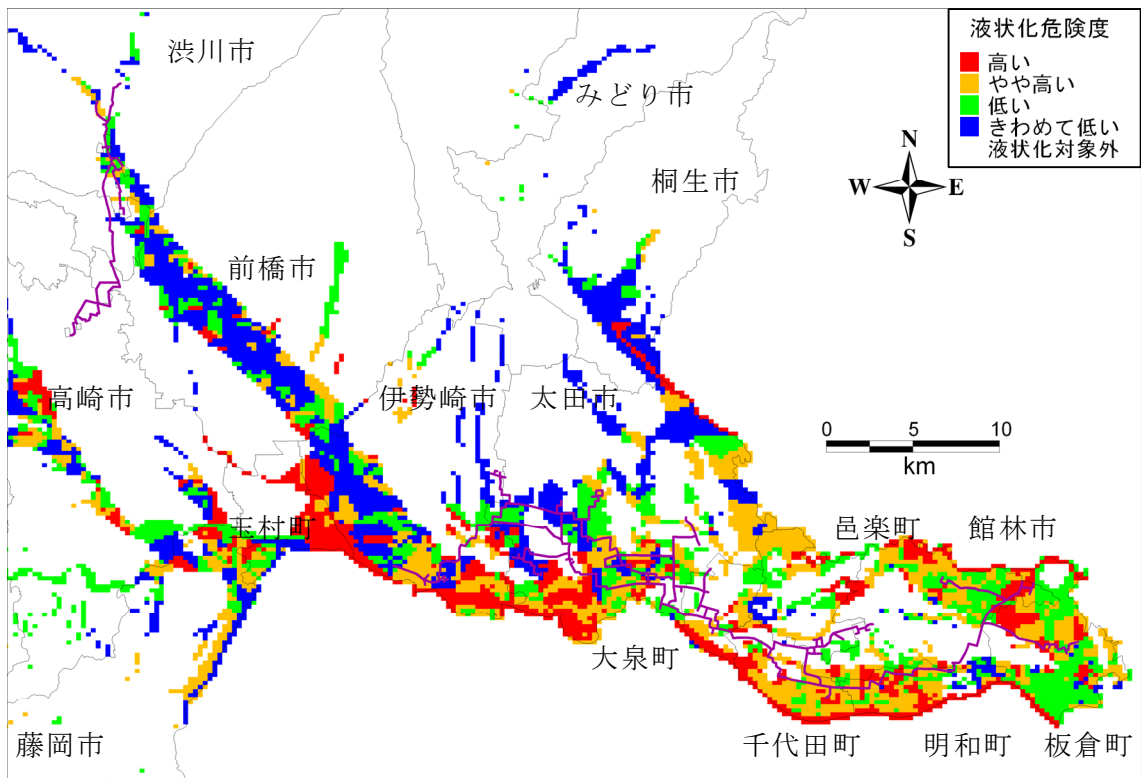 液状化危険度
高い
やや高い
低い
きわめて低い
液状化対象外
渋川市
みどり市
桐生市
N
W E
S
前橋市
高崎市
伊勢崎市
太田市
0 5 10
km
玉村町
邑楽町
館林市
大泉町
藤岡市
千代田町
明和町
板倉町